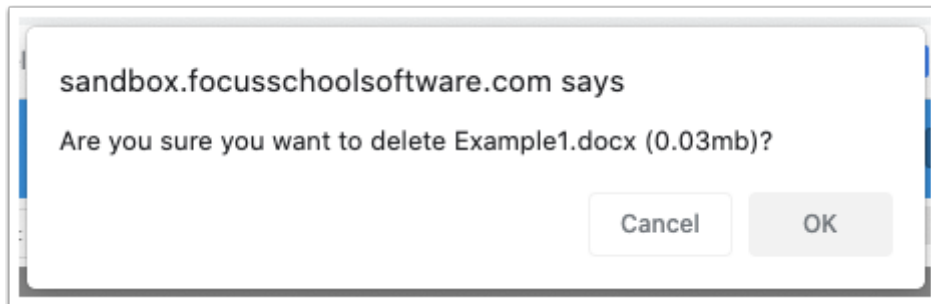 sandbox.focusschoolsoftware.com says
Are you sure you want to delete Example1.docx (0.03mb)?
Cancel OK